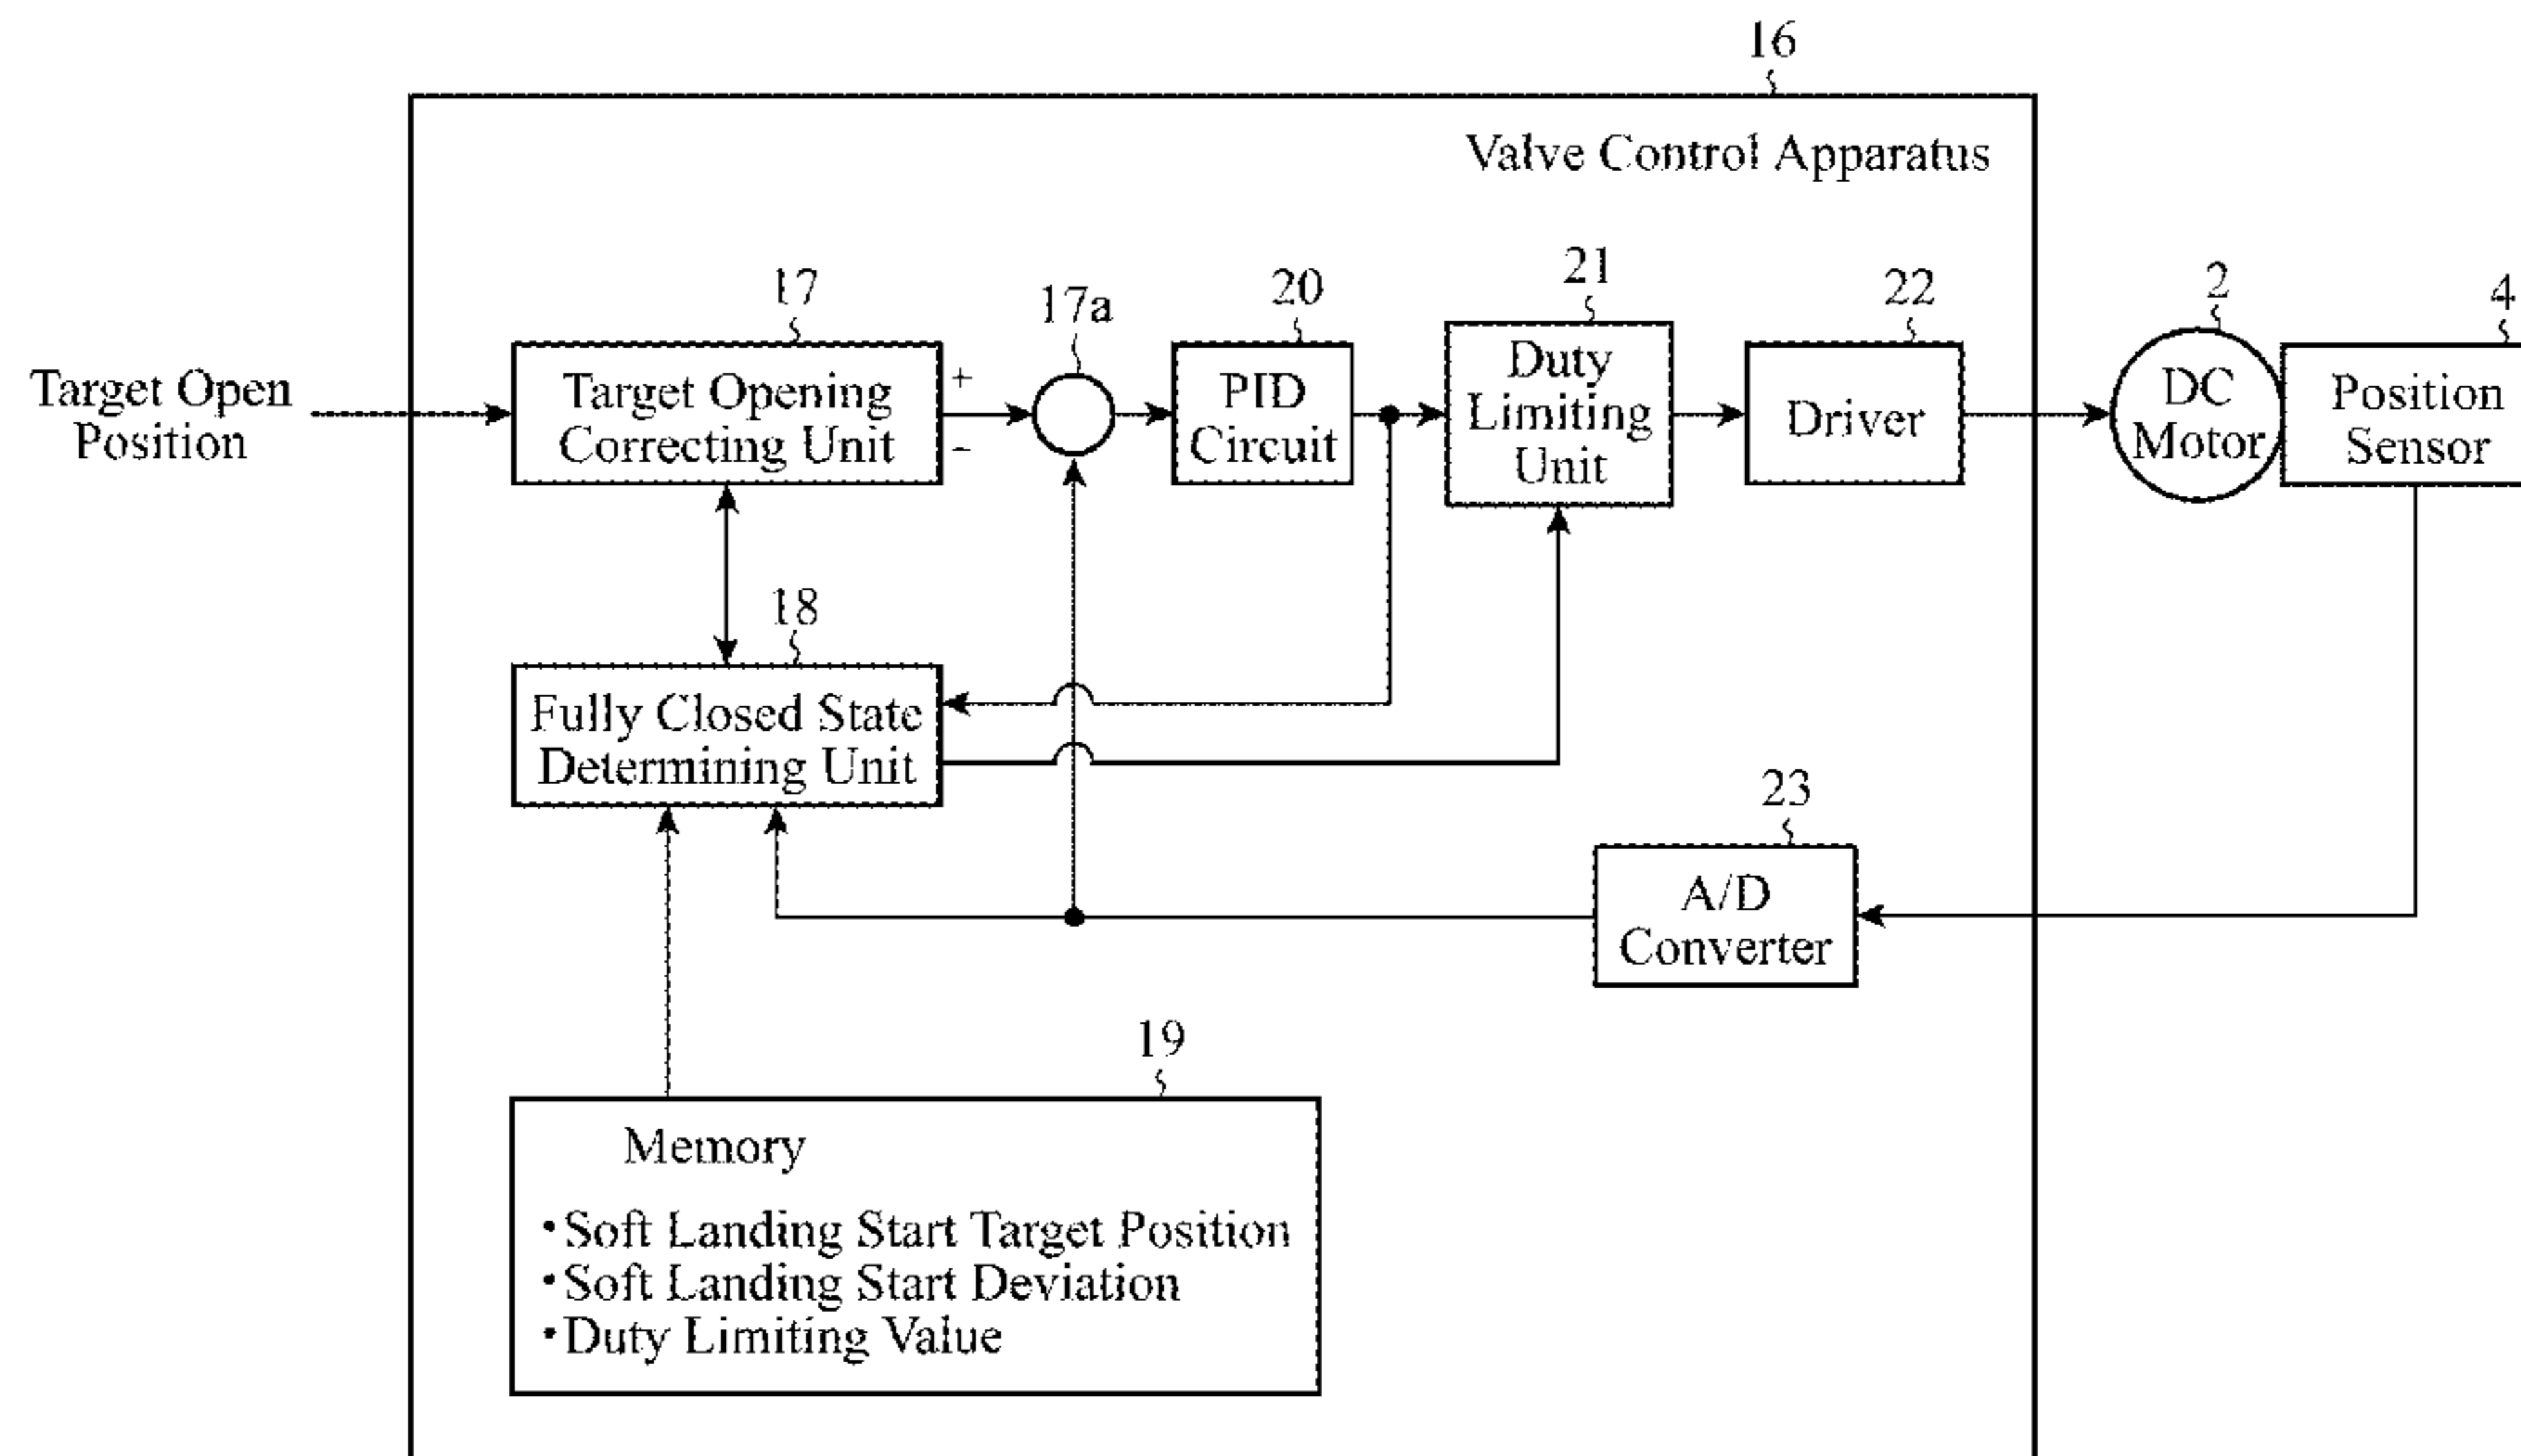 16
Valve Control Apparatus
17
17a
20
21
22
2
4
Target Open
Position
Target Opening
Correcting Unit
+
-
PID
Circuit
Duty
Limiting
Unit
Driver
DC
Motor
Position
Sensor
18
Fully Closed State
Determining Unit
23
A/D
Converter
19
Memory
・Soft Landing Start Target Position
・Soft Landing Start Deviation
・Duty Limiting Value